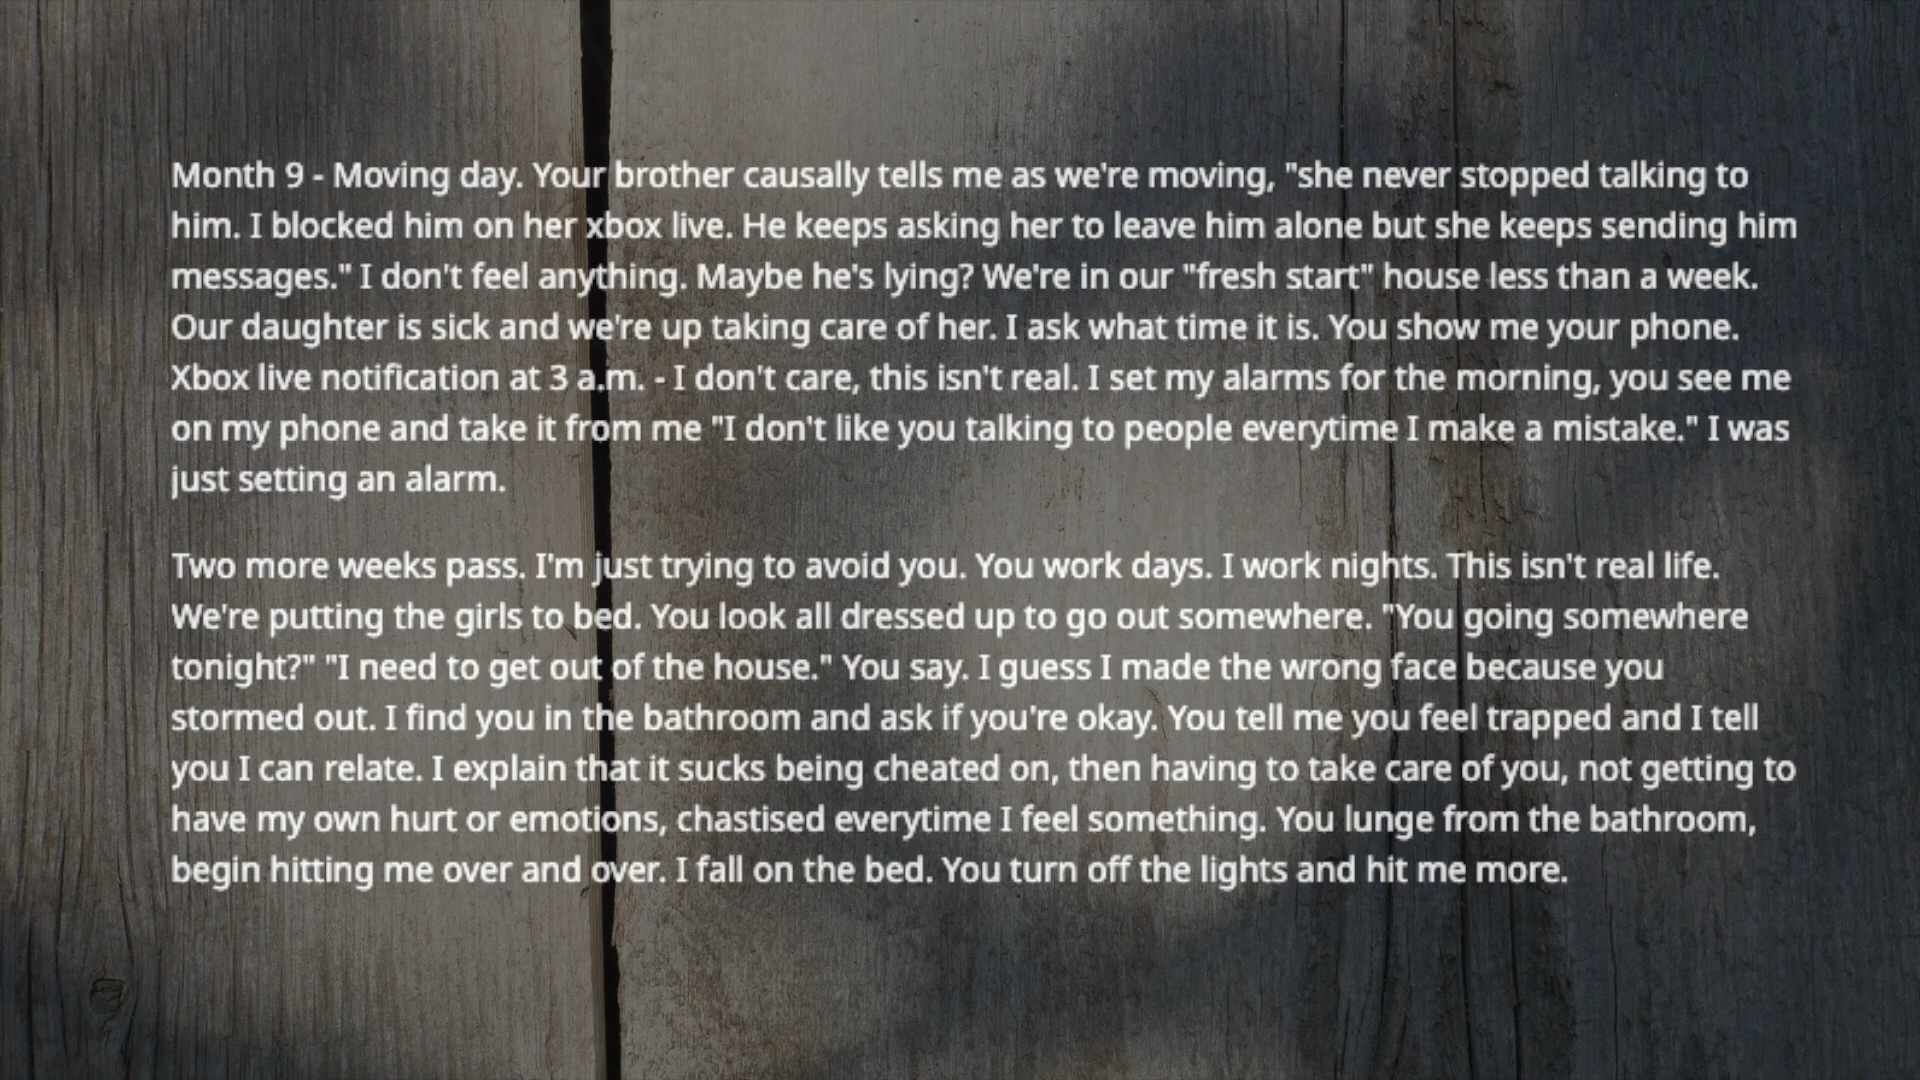 Month 9 - Moving day. Your brother causally tells me as we're moving, "she never stopped talking to
him. I blocked him on her xbox live. He keeps asking her to leave him alone but she keeps sending him
messages." I don't feel anything. Maybe he's lying? We're in our "fresh start" house less than a week.
Our daughter is sick and we're up taking care of her. I ask what time it is. You show me your phone.
Xbox live notification at 3 a.m. - I don't care, this isn't real. I set my alarms for the morning, you see me
on my phone and take it from me "I don't like you talking to people everytime I make a mistake." I was
just setting an alarm.
Two more weeks pass. I'm just trying to avoid you. You work days. I work nights. This isn't real life.
We're putting the girls to bed. You look all dressed up to go out somewhere. "You going somewhere
tonight?" "I need to get out of the house." You say. I guess I made the wrong face because you
stormed out. I find you in the bathroom and ask if you're okay. You tell me you feel trapped and I tell
you I can relate. I explain that it sucks being cheated on, then having to take care of you, not getting to
have my own hurt or emotions, chastised everytime I feel something. You lunge from the bathroom,
begin hitting me over and over. I fall on the bed. You turn off the lights and hit me more.